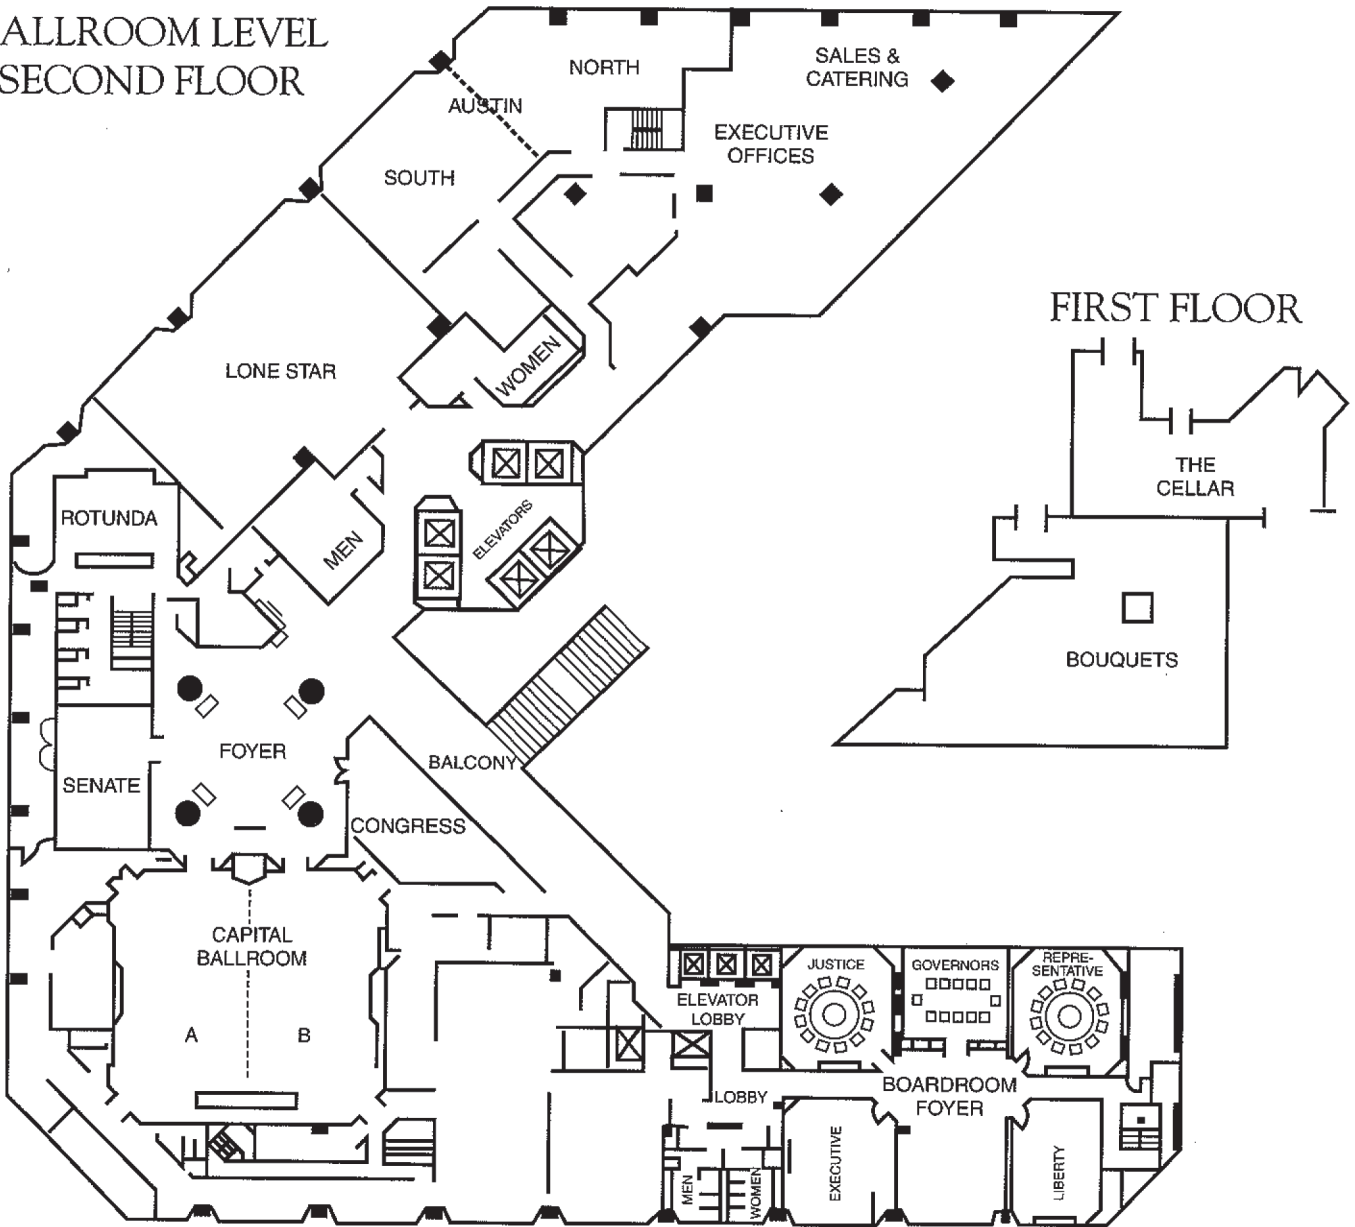 ALLROOM LEVEL
SECOND FLOOR
NORTH
SALES &
CATERING
AUSTIN
EXECUTIVE
OFFICES
SOUTH
FIRST FLOOR
LONE STAR
WOMEN
THE
CELLAR
ROTUNDA
MEN
ELEVATORS
BOUQUETS
FOYER
BALCONY
SENATE
CONGRESS
CAPITAL
BALLROOM
A
B
JUSTICE
GOVERNORS
REPRE-
SENTATIVE
ELEVATOR
LOBBY
LOBBY
BOARDROOM
FOYER
EXECUTIVE
LIBERTY
MEN
WOMEN